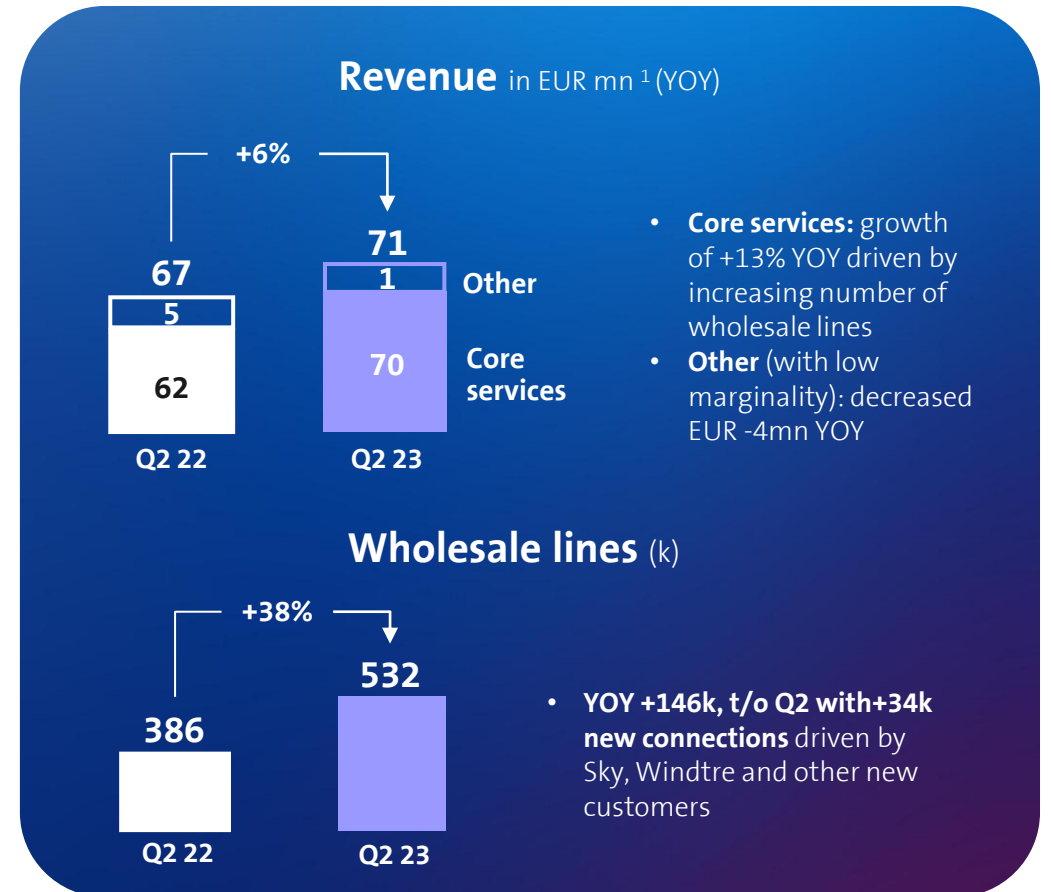 Revenue in EUR mn ¹ (YOY)
+6%
67
5
62
Q2 22
71
1
70
Q2 23
Other
Core
services
• Core services: growth
of +13% YOY driven by
increasing number of
wholesale lines
• Other (with low
marginality): decreased
EUR -4mn YOY
Wholesale lines (k)
+38%
386
Q2 22
532
Q2 23
• YOY +146k, t/o Q2 with+34k
new connections driven by
Sky, Windtre and other new
customers